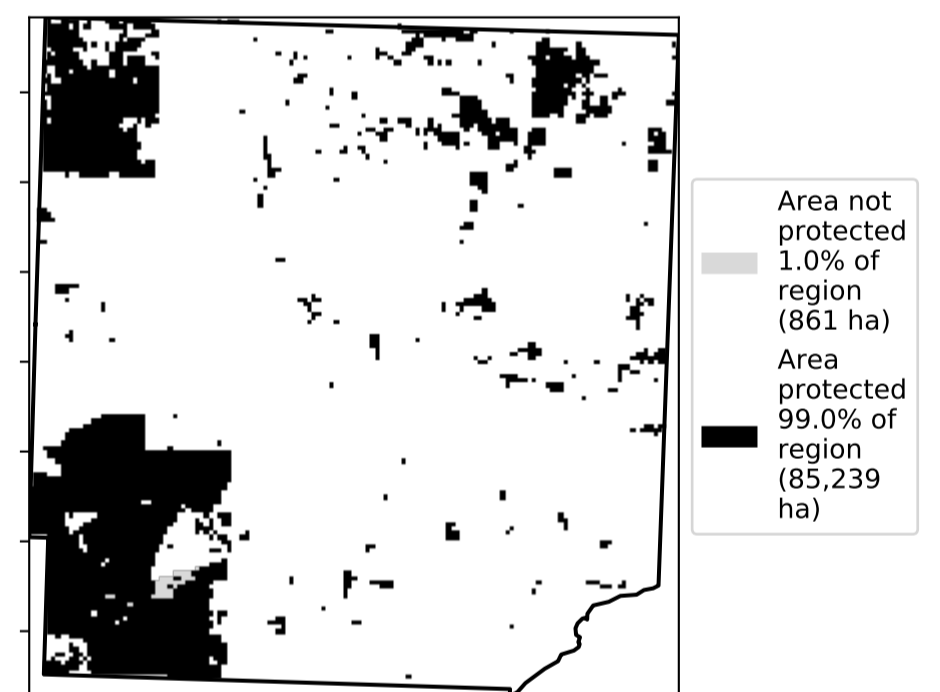 Area not
protected
1.0% of
region
(861 ha)
Area
protected
99.0% of
region
(85,239
ha)